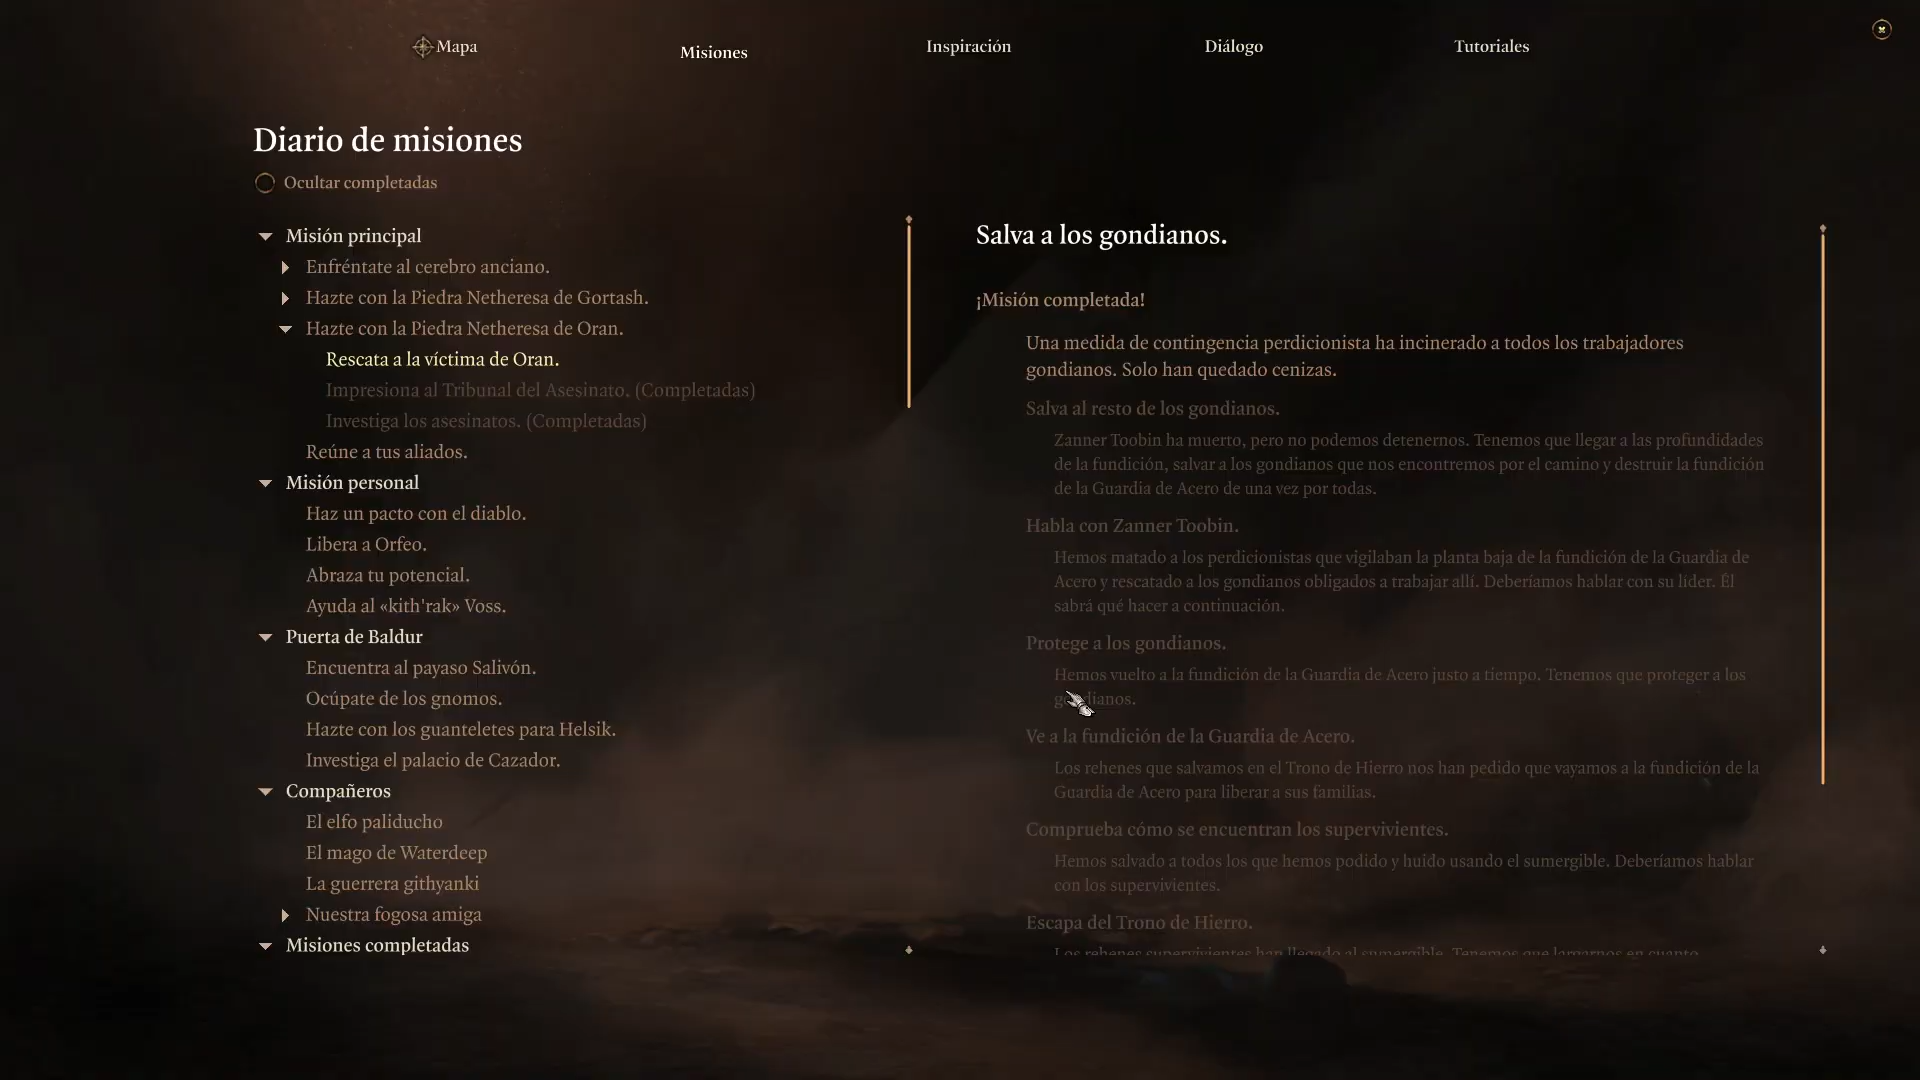 Mapa
Misiones
Inspiración
Diálogo
Tutoriales
Diario de misiones
Ocultar completadas
Misión principal
Enfréntate al cerebro anciano.
Hazte con la Piedra Netheresa de Gortash.
Hazte con la Piedra Netheresa de Oran.
Rescata a la víctima de Oran.
Impresiona al Tribunal del Asesinato. (Completadas)
Investiga los asesinatos. (Completadas)
Reúne a tus aliados.
Misión personal
Haz un pacto con el diablo.
Libera a Orfeo.
Abraza tu potencial.
Ayuda al «kith'rak» Voss.
Puerta de Baldur
Encuentra al payaso Salivón.
Ocúpate de los gnomos.
Hazte con los guanteletes para Helsik.
Investiga el palacio de Cazador.
Compañeros
El elfo paliducho
El mago de Waterdeep
La guerrera githyanki
Nuestra fogosa amiga
Misiones completadas
Salva a los gondianos.
¡Misión completada!
Una medida de contingencia perdicionista ha incinerado a todos los trabajadores
gondianos. Solo han quedado cenizas.
Salva al resto de los gondianos.
Zanner Toobin ha muerto, pero no podemos detenernos. Tenemos que llegar a las profundidades
de la fundición, salvar a los gondianos que nos encontremos por el camino y destruir la fundición
de la Guardia de Acero de una vez por todas.
Habla con Zanner Toobin.
Hemos matado a los perdicionistas que vigilaban la planta baja de la fundición de la Guardia de
Acero y rescatado a los gondianos obligados a trabajar allí. Deberíamos hablar con su líder. Él
sabrá qué hacer a continuación.
Protege a los gondianos.
Hemos vuelto a la fundición de la Guardia de Acero justo a tiempo. Tenemos que proteger a los
gondianos.
Ve a la fundición de la Guardia de Acero.
Los rehenes que salvamos en el Trono de Hierro nos han pedido que vayamos a la fundición de la
Guardia de Acero para liberar a sus familias.
Comprueba cómo se encuentran los supervivientes.
Hemos salvado a todos los que hemos podido y huido usando el sumergible. Deberíamos hablar
con los supervivientes.
Escapa del Trono de Hierro.
Los rehenes supervivientes han llegado al sumergible. Tenemos que largarnos en cuanto